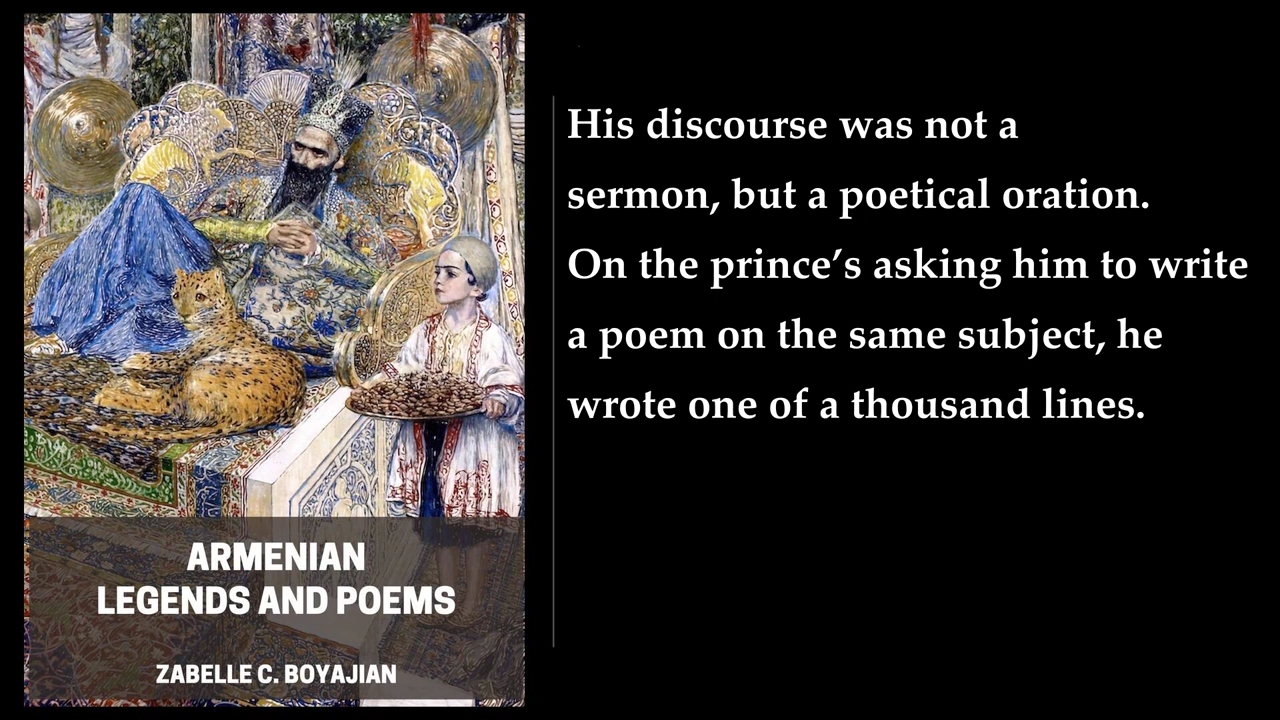 His discourse was not a
sermon, but a poetical oration.
On the prince’s asking him to write
a poem on the same subject, he
wrote one of a thousand lines.
ARMENIAN
LEGENDS AND POEMS
ZABELLE C. BOYAJIAN